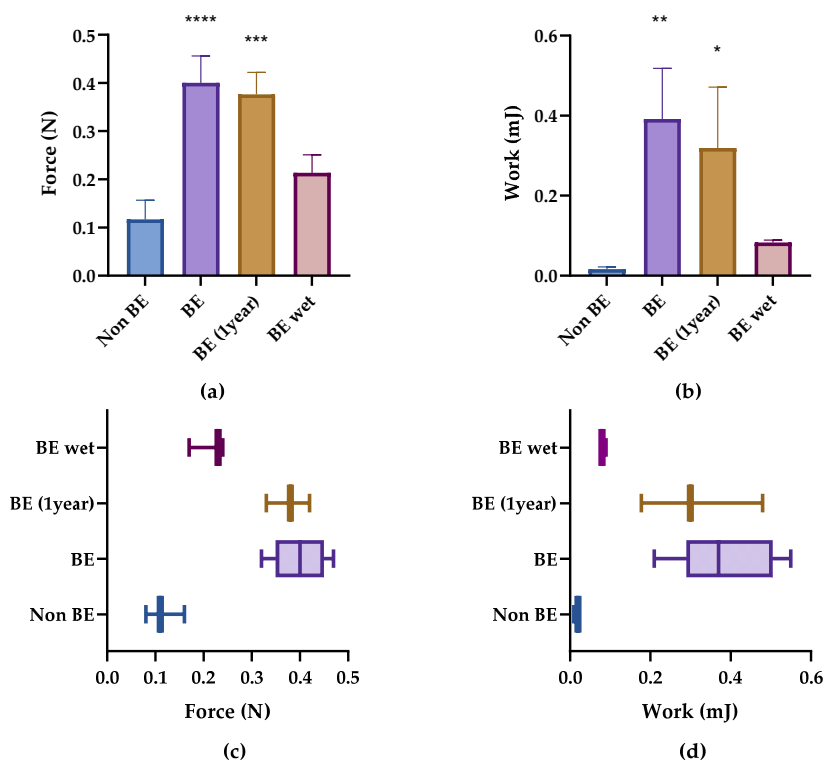 ****
***
0.5
0.4
0.3
0.2
0.1
0.0
Force (N)
Non BE
BE
BE (1year)
BE wet
(a)
**
*
0.6
0.4
0.2
0.0
Work (mJ)
Non BE
BE
BE (1year)
BE wet
(b)
BE wet
BE (1year)
BE
Non BE
0.0 0.1 0.2 0.3 0.4 0.5
Force (N)
(c)
BE wet
BE (1year)
BE
Non BE
0.0 0.2 0.4 0.6
Work (mJ)
(d)